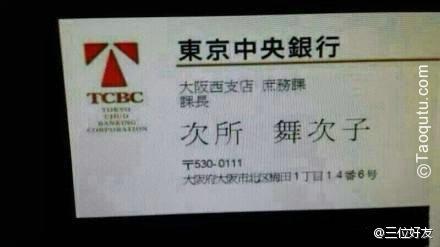 東京中央銀行
TCBC
TOKYO
CHUO
BANKING
CORPORATION
大阪西支店 庶務課
課長
次所 舞次子
〒530-0111
大阪府大阪市北区梅田1丁目14番6号
©Taoqutu.com
@三位好友